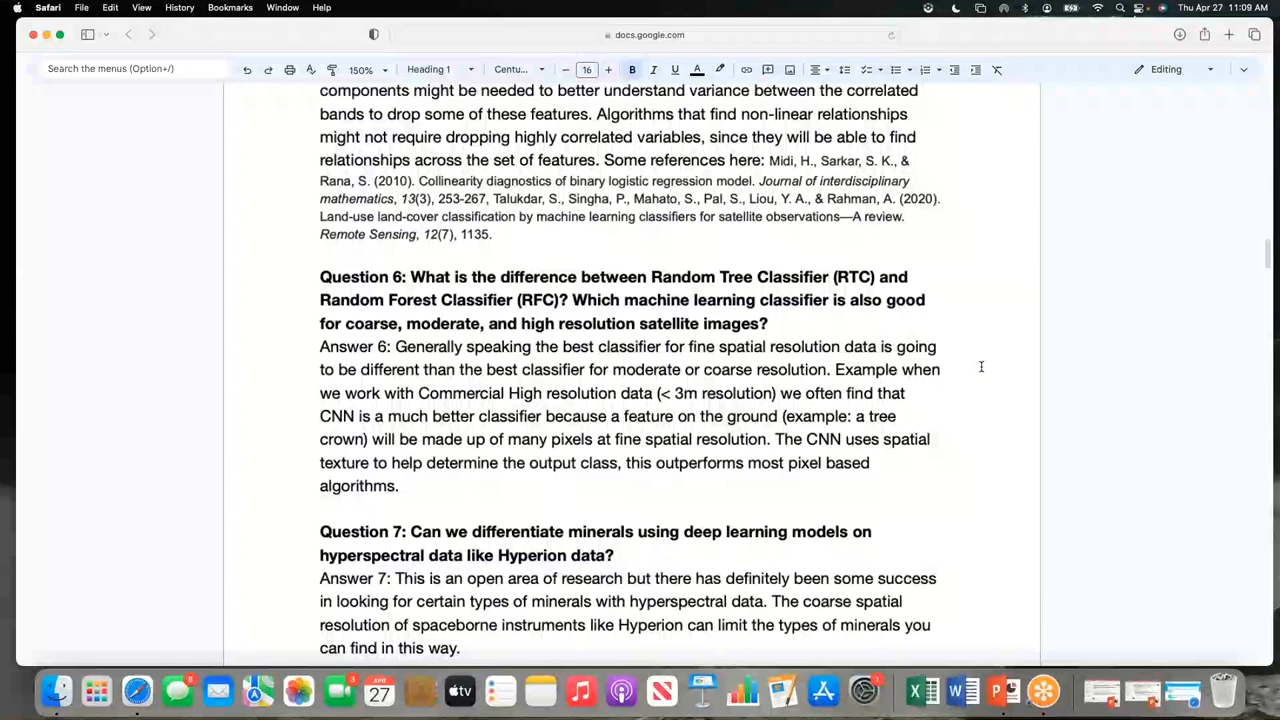 Safari File Edit View History Bookmarks Window Help Thu Apr 27 11:09 AM
docs.google.com
Search the menus (Option+/) 150% Heading 1 Centu... 16 B I U A Editing
components might be needed to better understand variance between the correlated
bands to drop some of these features. Algorithms that find non-linear relationships
might not require dropping highly correlated variables, since they will be able to find
relationships across the set of features. Some references here: Midi, H., Sarkar, S. K., &
Rana, S. (2010). Collinearity diagnostics of binary logistic regression model. Journal of interdisciplinary
mathematics, 13(3), 253-267, Talukdar, S., Singha, P., Mahato, S., Pal, S., Liou, Y. A., & Rahman, A. (2020).
Land-use land-cover classification by machine learning classifiers for satellite observations—A review.
Remote Sensing, 12(7), 1135.
Question 6: What is the difference between Random Tree Classifier (RTC) and
Random Forest Classifier (RFC)? Which machine learning classifier is also good
for coarse, moderate, and high resolution satellite images?
Answer 6: Generally speaking the best classifier for fine spatial resolution data is going
to be different than the best classifier for moderate or coarse resolution. Example when
we work with Commercial High resolution data (< 3m resolution) we often find that
CNN is a much better classifier because a feature on the ground (example: a tree
crown) will be made up of many pixels at fine spatial resolution. The CNN uses spatial
texture to help determine the output class, this outperforms most pixel based
algorithms.
Question 7: Can we differentiate minerals using deep learning models on
hyperspectral data like Hyperion data?
Answer 7: This is an open area of research but there has definitely been some success
in looking for certain types of minerals with hyperspectral data. The coarse spatial
resolution of spaceborne instruments like Hyperion can limit the types of minerals you
can find in this way.
8 APR 27 3 tv 1